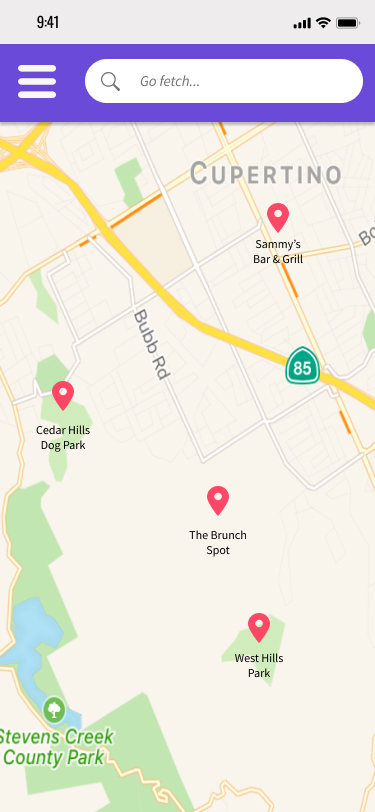 9:41
Go fetch...
CUPERTINO
Sammy's
Bar & Grill
Bubb Rd
85
Cedar Hills
Dog Park
The Brunch
Spot
West Hills
Park
Stevens Creek
County Park